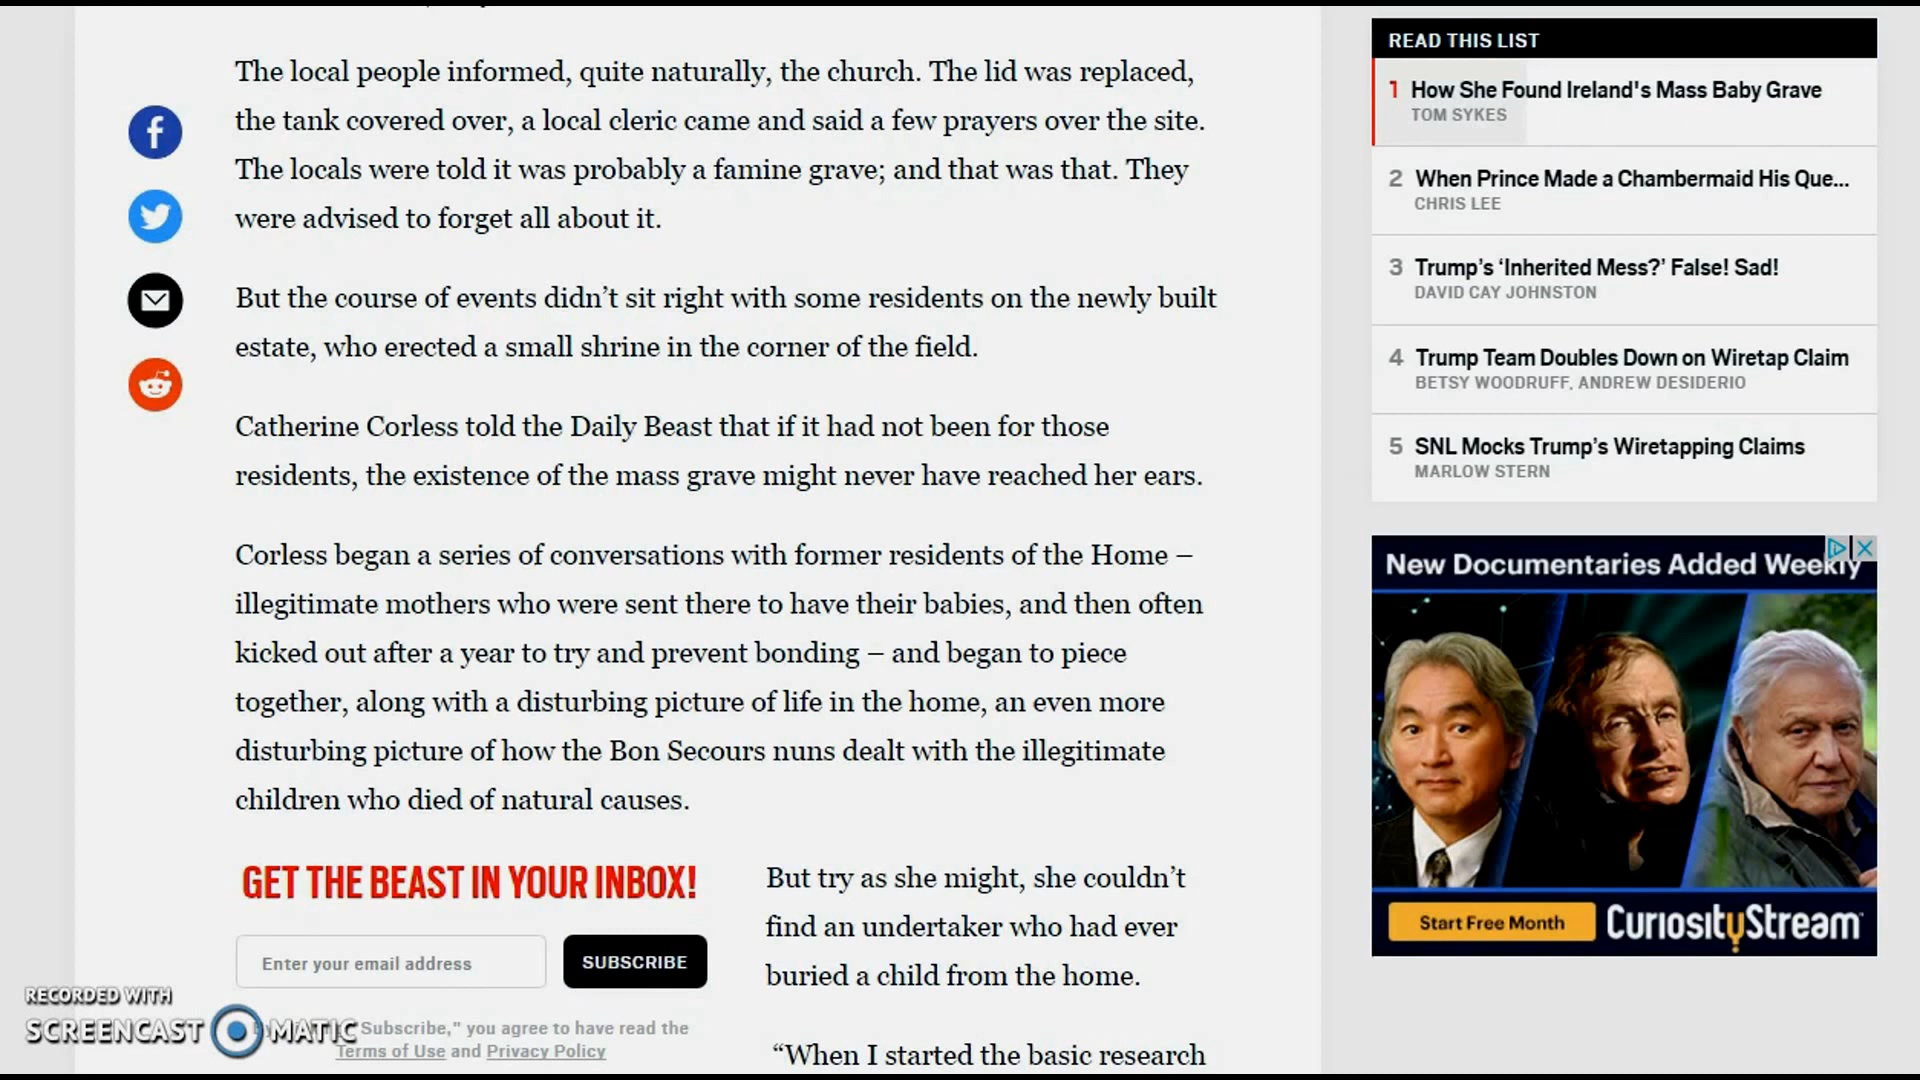 The local people informed, quite naturally, the church. The lid was replaced,
the tank covered over, a local cleric came and said a few prayers over the site.
The locals were told it was probably a famine grave; and that was that. They
were advised to forget all about it.
But the course of events didn’t sit right with some residents on the newly built
estate, who erected a small shrine in the corner of the field.
Catherine Corless told the Daily Beast that if it had not been for those
residents, the existence of the mass grave might never have reached her ears.
Corless began a series of conversations with former residents of the Home –
illegitimate mothers who were sent there to have their babies, and then often
kicked out after a year to try and prevent bonding – and began to piece
together, along with a disturbing picture of life in the home, an even more
disturbing picture of how the Bon Secours nuns dealt with the illegitimate
children who died of natural causes.
GET THE BEAST IN YOUR INBOX!
Enter your email address
SUBSCRIBE
Subscribe," you agree to have read the
Terms of Use and Privacy Policy
But try as she might, she couldn’t
find an undertaker who had ever
buried a child from the home.
“When I started the basic research
READ THIS LIST
1 How She Found Ireland's Mass Baby Grave
TOM SYKES
2 When Prince Made a Chambermaid His Que...
CHRIS LEE
3 Trump’s ‘Inherited Mess?’ False! Sad!
DAVID CAY JOHNSTON
4 Trump Team Doubles Down on Wiretap Claim
BETSY WOODRUFF, ANDREW DESIDERIO
5 SNL Mocks Trump’s Wiretapping Claims
MARLOW STERN
New Documentaries Added Weekly
Start Free Month
CuriosityStream
RECORDED WITH
SCREENCAST MATIC